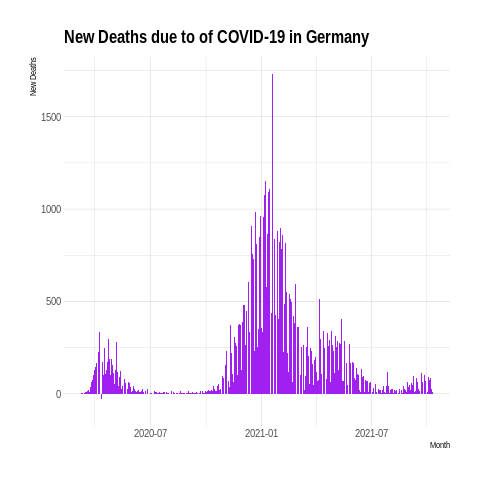 New Deaths due to of COVID-19 in Germany
New Deaths
1500
1000
500
0
2020-07
2021-01
2021-07
Month